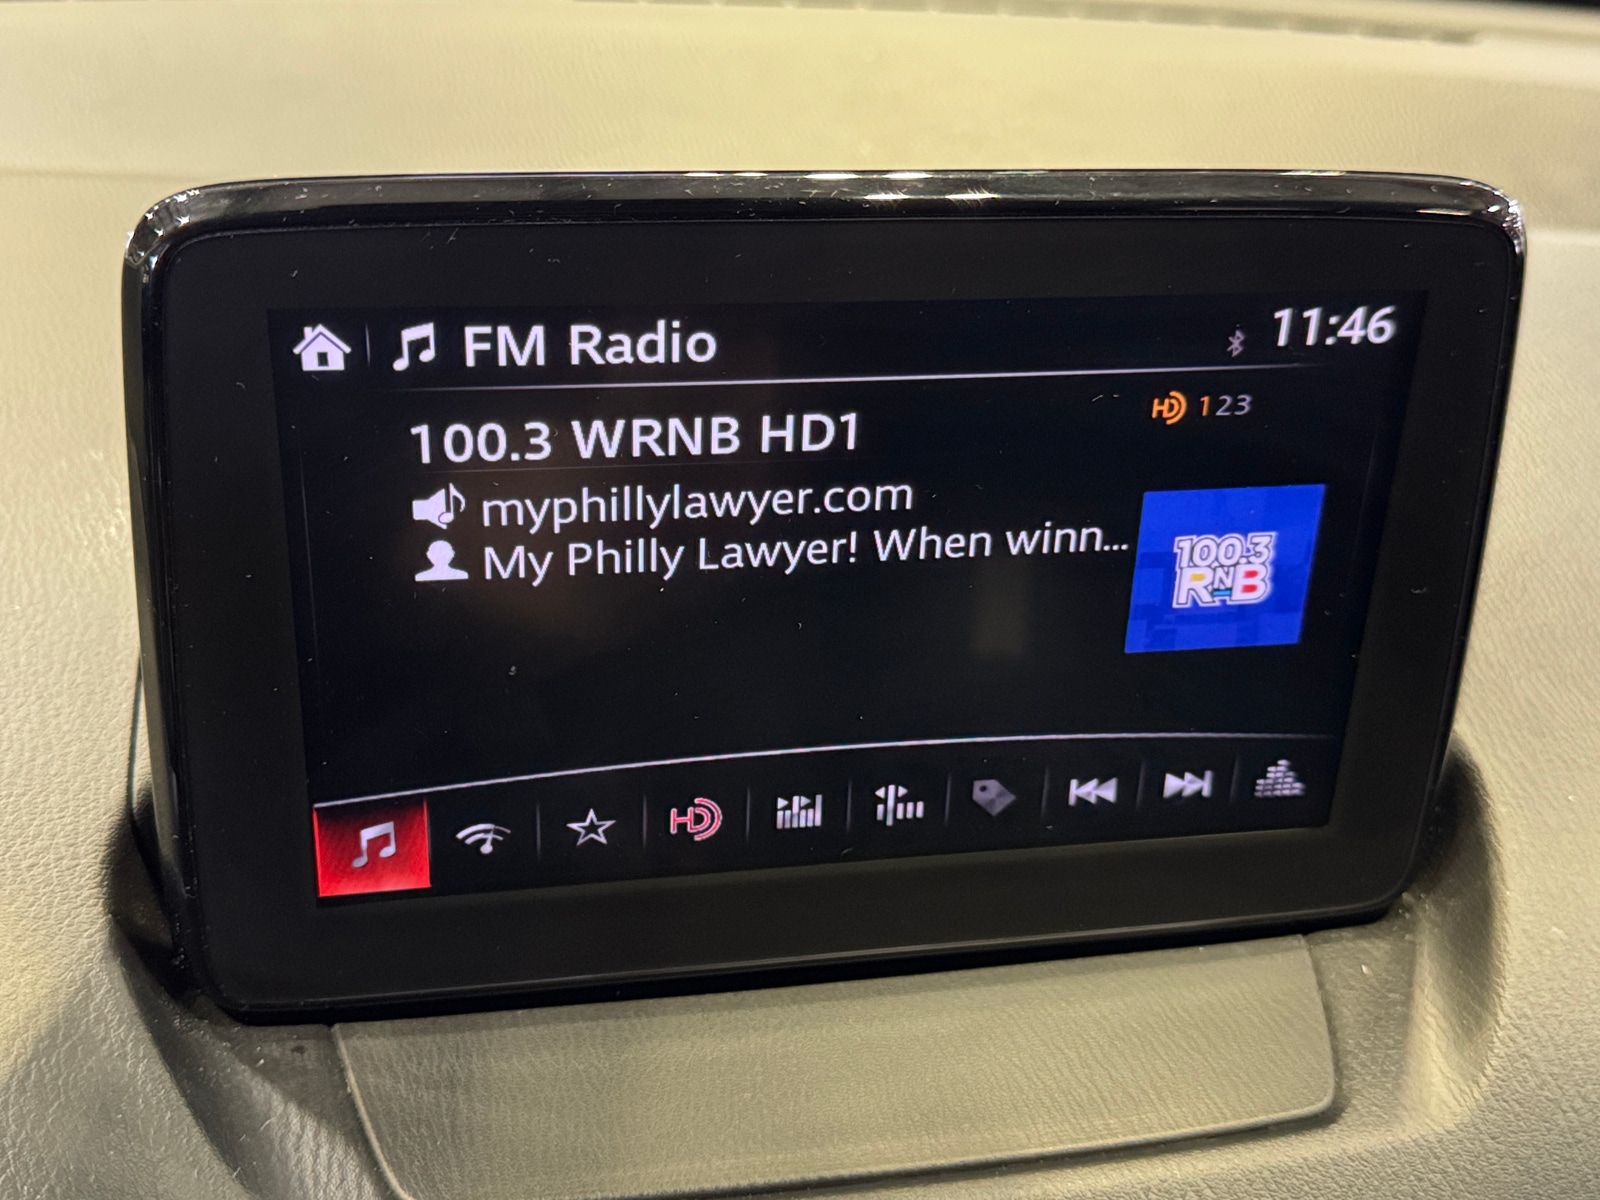 FM Radio
11:46
100.3 WRNB HD1
HD 123
myphillylawyer.com
My Philly Lawyer! When winn...
100.3
RNB
HD